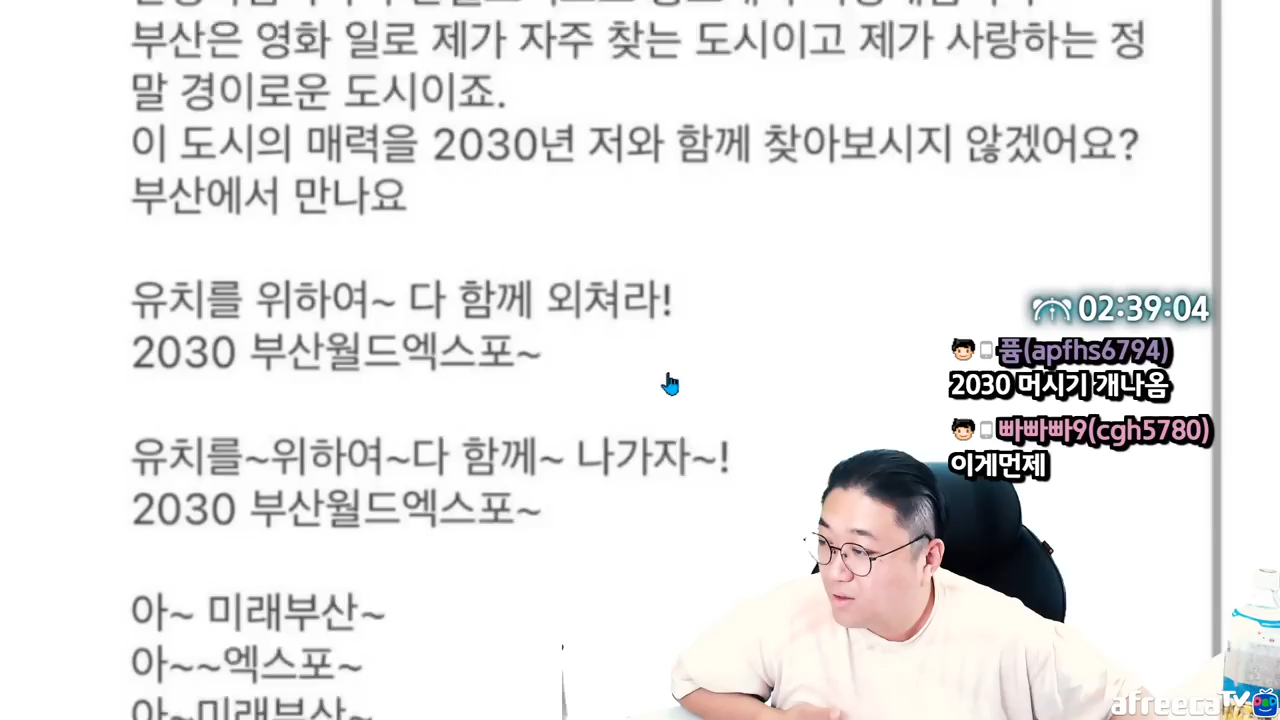 부산은 영화 일로 제가 자주 찾는 도시이고 제가 사랑하는 정
말 경이로운 도시이죠.
이 도시의 매력을 2030년 저와 함께 찾아보시지 않겠어요?
부산에서 만나요
유치를 위하여~ 다 함께 외쳐라!
2030 부산월드엑스포~
유치를~위하여~다 함께~ 나가자~!
2030 부산월드엑스포~
아~ 미래부산~
아~~엑스포~
아~미래부산~
02:39:04
품(apfhs6794)
2030 머시기 개나옴
빠빠빠9(cgh5780)
이게먼제
afreecaTV